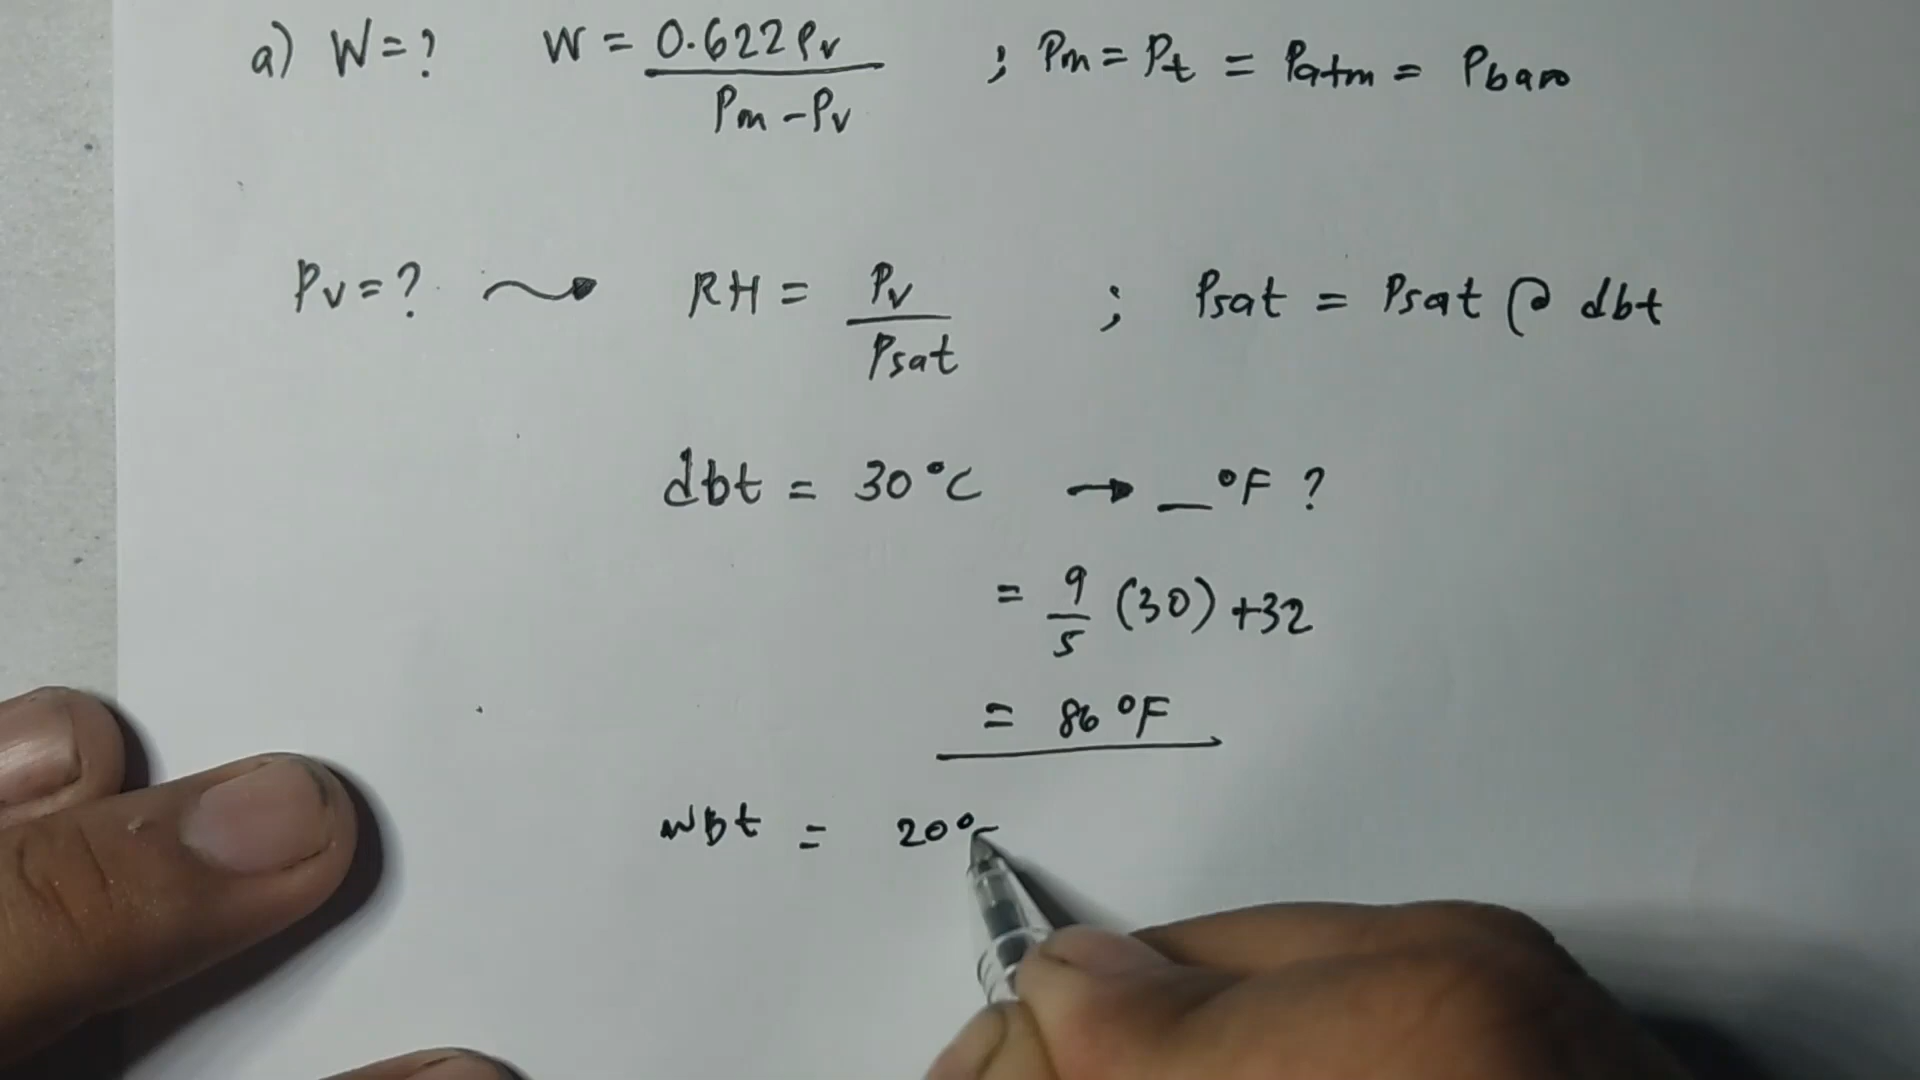 a) W = ? W = 0.622 Pv / Pm - Pv ; Pm = Pt = Patm = Pbaro
Pv = ? RH = Pv / Psat ; Psat = Psat @ dbt
dbt = 30°C → _°F ?
= 9/5 (30) + 32
= 86 °F
wbt = 20°